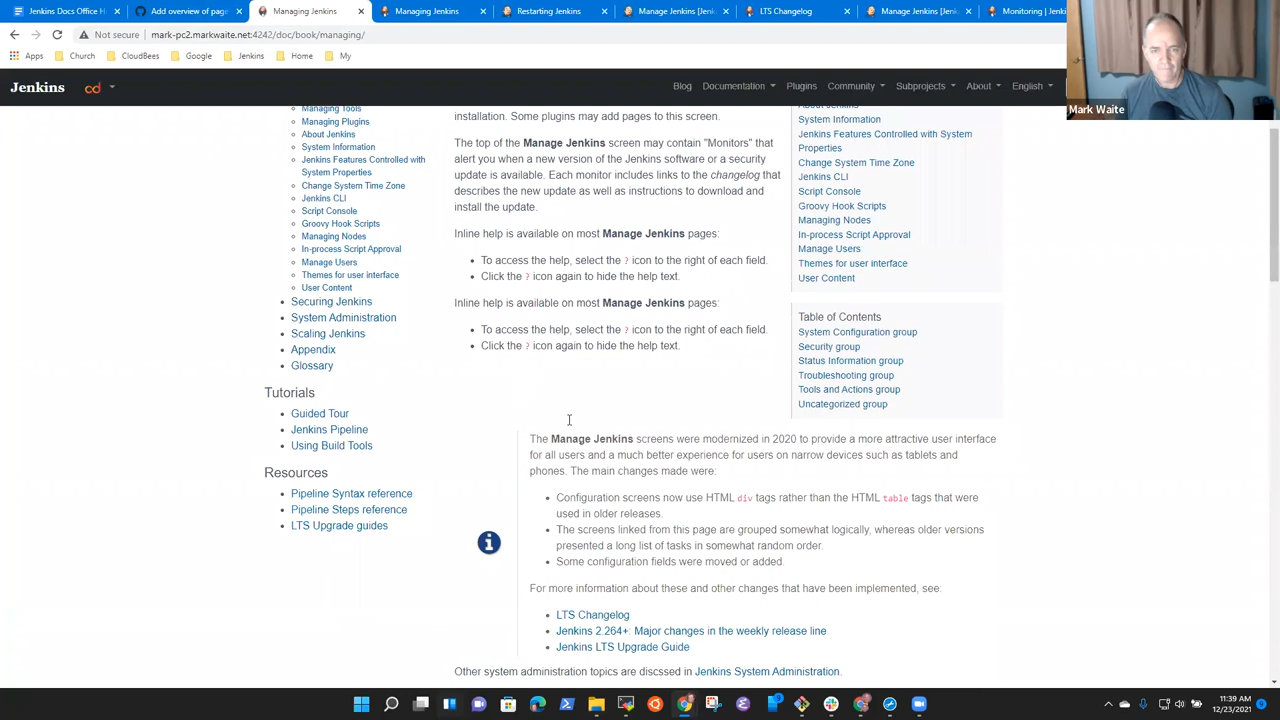 Jenkins Docs Office H
Add overview of page
Managing Jenkins
Managing Jenkins
Restarting Jenkins
Manage Jenkins [Jenk
LTS Changelog
Manage Jenkins [Jenk
Monitoring | Jenki
Not secure | mark-pc2.markwaite.net:4242/doc/book/managing/
Apps Church CloudBees Google Jenkins Home My
Mark Waite
Jenkins cd Blog Documentation Plugins Community Subprojects About English
Managing Tools
Managing Plugins
About Jenkins
System Information
Jenkins Features Controlled with
System Properties
Change System Time Zone
Jenkins CLI
Script Console
Groovy Hook Scripts
Managing Nodes
In-process Script Approval
Manage Users
Themes for user interface
User Content
Securing Jenkins
System Administration
Scaling Jenkins
Appendix
Glossary
Tutorials
Guided Tour
Jenkins Pipeline
Using Build Tools
Resources
Pipeline Syntax reference
Pipeline Steps reference
LTS Upgrade guides
installation. Some plugins may add pages to this screen.
The top of the Manage Jenkins screen may contain "Monitors" that
alert you when a new version of the Jenkins software or a security
update is available. Each monitor includes links to the changelog that
describes the new update as well as instructions to download and
install the update.
Inline help is available on most Manage Jenkins pages:
To access the help, select the ? icon to the right of each field.
Click the ? icon again to hide the help text.
Inline help is available on most Manage Jenkins pages:
To access the help, select the ? icon to the right of each field.
Click the ? icon again to hide the help text.
About Jenkins
System Information
Jenkins Features Controlled with System
Properties
Change System Time Zone
Jenkins CLI
Script Console
Groovy Hook Scripts
Managing Nodes
In-process Script Approval
Manage Users
Themes for user interface
User Content
Table of Contents
System Configuration group
Security group
Status Information group
Troubleshooting group
Tools and Actions group
Uncategorized group
The Manage Jenkins screens were modernized in 2020 to provide a more attractive user interface
for all users and a much better experience for users on narrow devices such as tablets and
phones. The main changes made were:
Configuration screens now use HTML div tags rather than the HTML table tags that were
used in older releases.
The screens linked from this page are grouped somewhat logically, whereas older versions
presented a long list of tasks in somewhat random order.
Some configuration fields were moved or added.
For more information about these and other changes that have been implemented, see:
LTS Changelog
Jenkins 2.264+: Major changes in the weekly release line
Jenkins LTS Upgrade Guide
Other system administration topics are discssed in Jenkins System Administration.
11:39 AM
12/23/2021